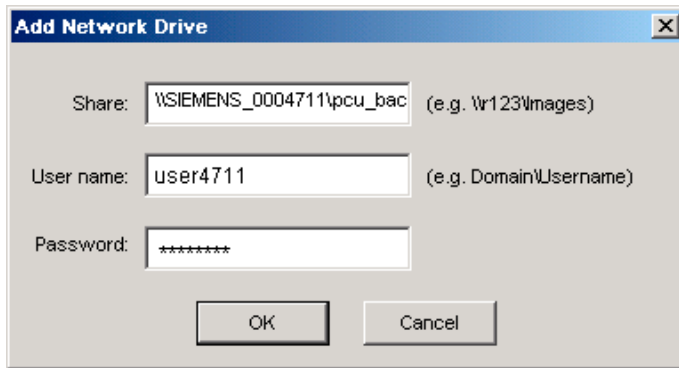 Add Network Drive
Share: \\SIEMENS_0004711\pcu_bac (e.g. \\r123\Images)
User name: user4711 (e.g. Domain\Username)
Password: ********
OK Cancel